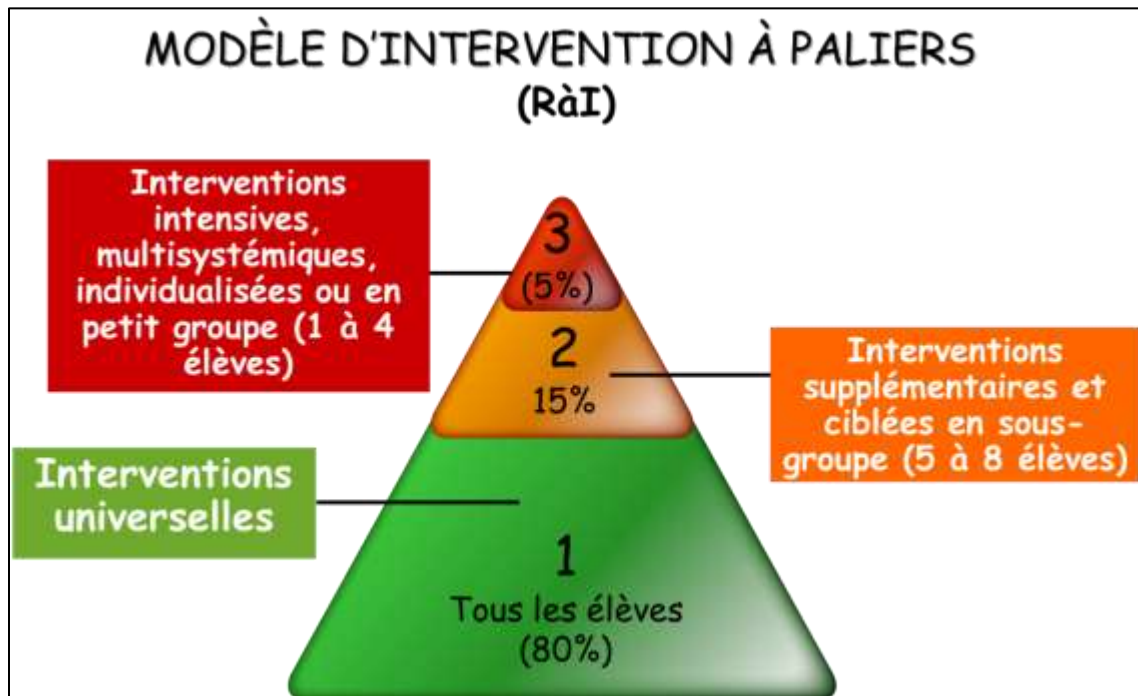 MODÈLE D'INTERVENTION À PALIERS
(RàI)
Interventions
intensives,
multisystémiques,
individualisées ou en
petit groupe (1 à 4
élèves)
3
(5%)
2
15%
Interventions
supplémentaires et
ciblées en sous-
groupe (5 à 8 élèves)
Interventions
universelles
1
Tous les élèves
(80%)